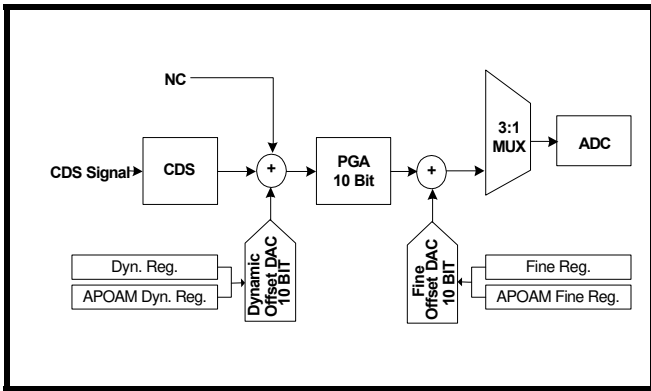 NC
CDS Signal
CDS
+
PGA
10 Bit
+
3:1
MUX
ADC
Dyn. Reg.
APOAM Dyn. Reg.
Dynamic
Offset DAC
10 BIT
Fine
Offset DAC
10 BIT
Fine Reg.
APOAM Fine Reg.